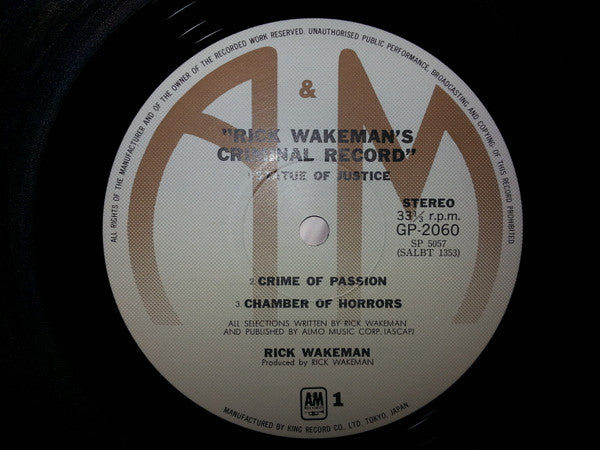 ALL RIGHTS OF THE MANUFACTURER AND OF THE OWNER OF THE RECORDED WORK RESERVED. UNAUTHORISED PUBLIC PERFORMANCE, BROADCASTING AND COPYING OF THIS RECORD PROHIBITED
A & M
"RICK WAKEMAN'S
CRIMINAL RECORD"
STATUE OF JUSTICE
STEREO
33⅓ r.p.m.
GP-2060
SP 5057
(SALBT 1353)
2. CRIME OF PASSION
3. CHAMBER OF HORRORS
ALL SELECTIONS WRITTEN BY RICK WAKEMAN
AND PUBLISHED BY ALMO MUSIC CORP. (ASCAP)
RICK WAKEMAN
Produced by RICK WAKEMAN
AM
RECORDS
1
MANUFACTURED BY KING RECORD CO., LTD. TOKYO, JAPAN.